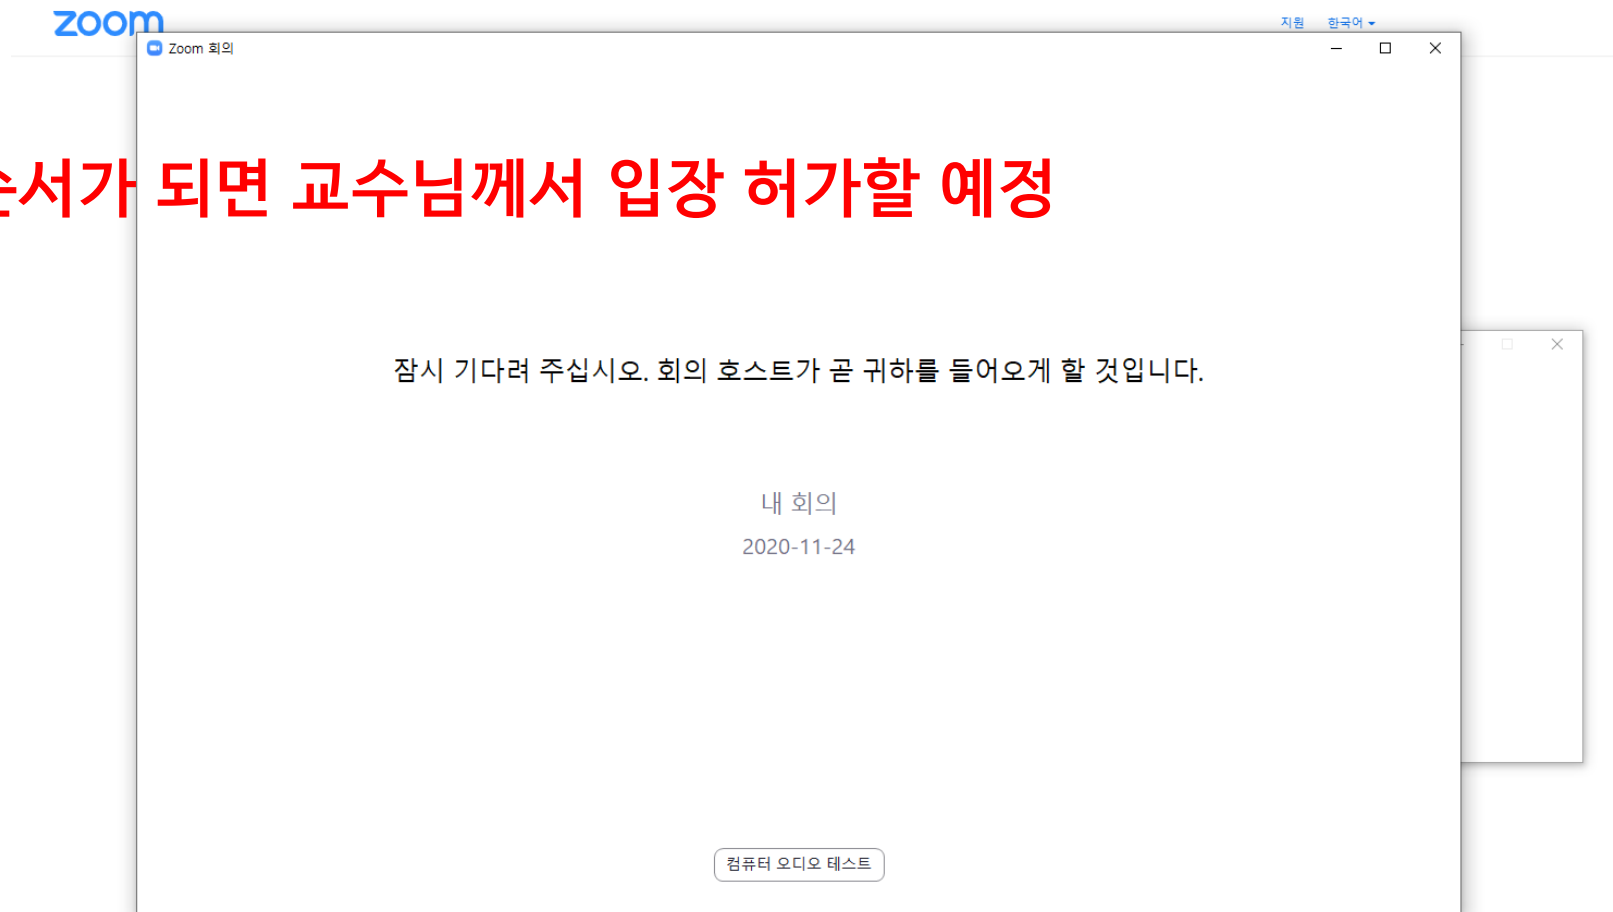 zoom
지원 한국어
Zoom 회의
순서가 되면 교수님께서 입장 허가할 예정
잠시 기다려 주십시오. 회의 호스트가 곧 귀하를 들어오게 할 것입니다.
내 회의
2020-11-24
컴퓨터 오디오 테스트